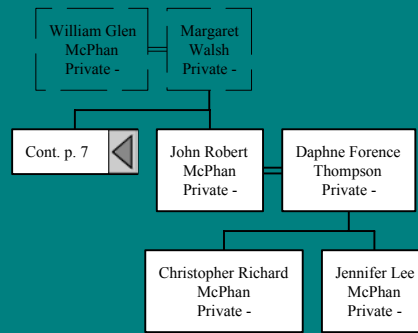 William Glen
McPhan
Private -
Margaret
Walsh
Private -
Cont. p. 7
John Robert
McPhan
Private -
Daphne Forence
Thompson
Private -
Christopher Richard
McPhan
Private -
Jennifer Lee
McPhan
Private -